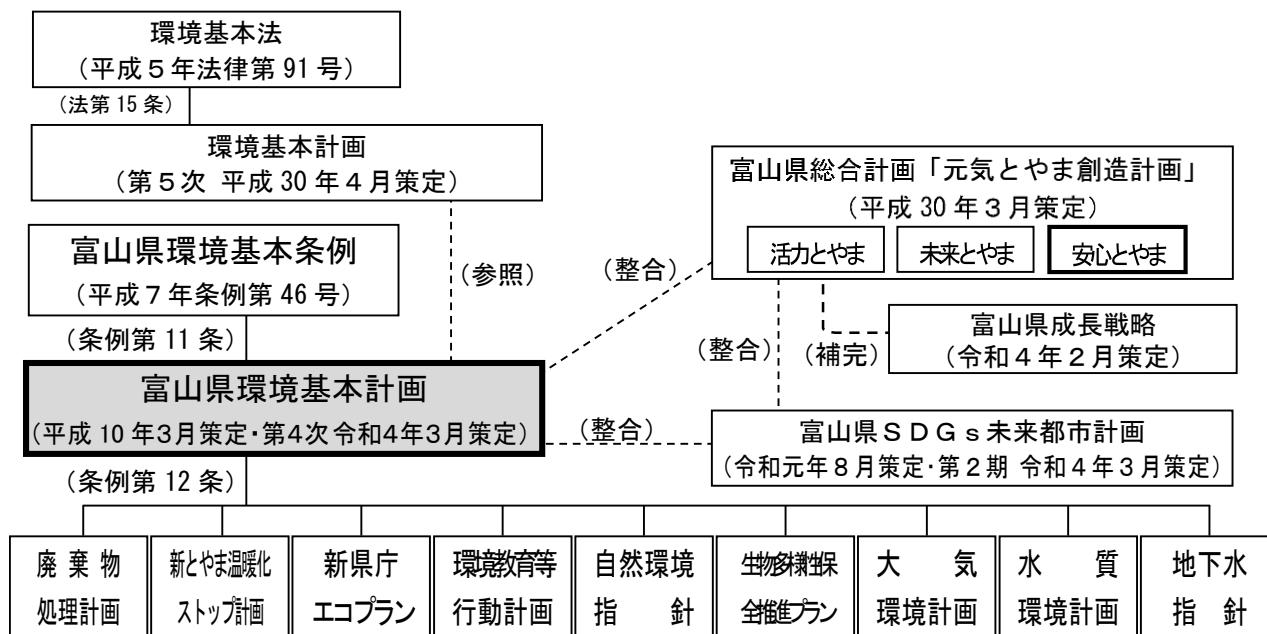 環境基本法
（平成５年法律第 91 号）
（法第 15 条）
環境基本計画
（第５次 平成 30 年４月策定）
富山県環境基本条例
（平成７年条例第 46 号）
（条例第 11 条）
（参照）
富山県環境基本計画
（平成 10 年３月策定・第４次 令和４年３月策定）
（条例第 12 条）
富山県総合計画「元気とやま創造計画」
（平成 30 年３月策定）
活力とやま
未来とやま
安心とやま
（整合）
（整合）
（補完）
富山県成長戦略
（令和４年２月策定）
（整合）
富山県ＳＤＧｓ未来都市計画
（令和元年８月策定・第２期 令和４年３月策定）
廃棄物
処理計画
新とやま温暖化
ストップ計画
新県庁
エコプラン
環境教育等
行動計画
自然環境
指針
生物多様性保
全推進プラン
大気
環境計画
水質
環境計画
地下水
指針